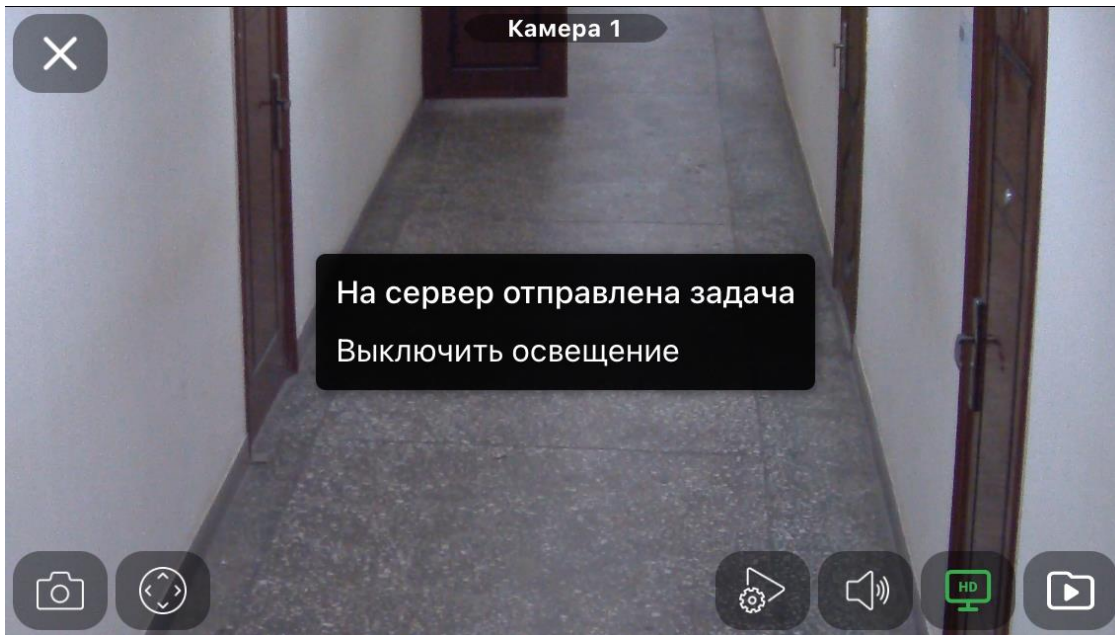 Камера 1
На сервер отправлена задача
Выключить освещение
HD